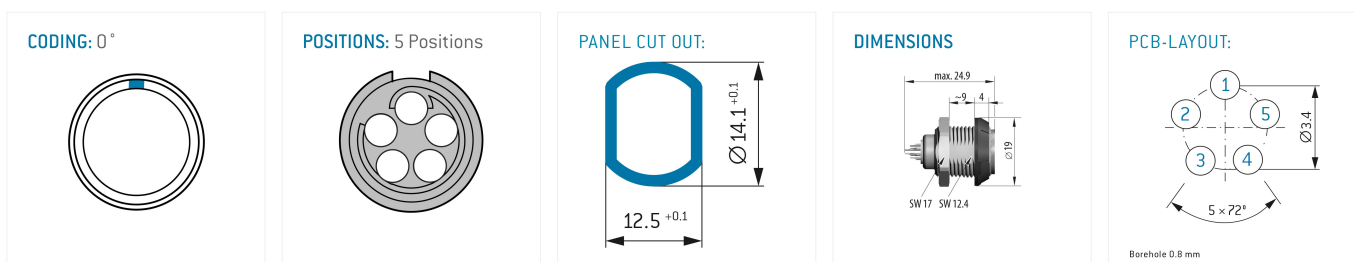 CODING: 0°
POSITIONS: 5 Positions
PANEL CUT OUT:
Ø 14.1 +0.1
12.5 +0.1
DIMENSIONS
max. 24.9
~9
4
Ø 19
SW 17
SW 12.4
PCB-LAYOUT:
1
2
5
3
4
Ø 3.4
5 × 72°
Borehole 0.8 mm